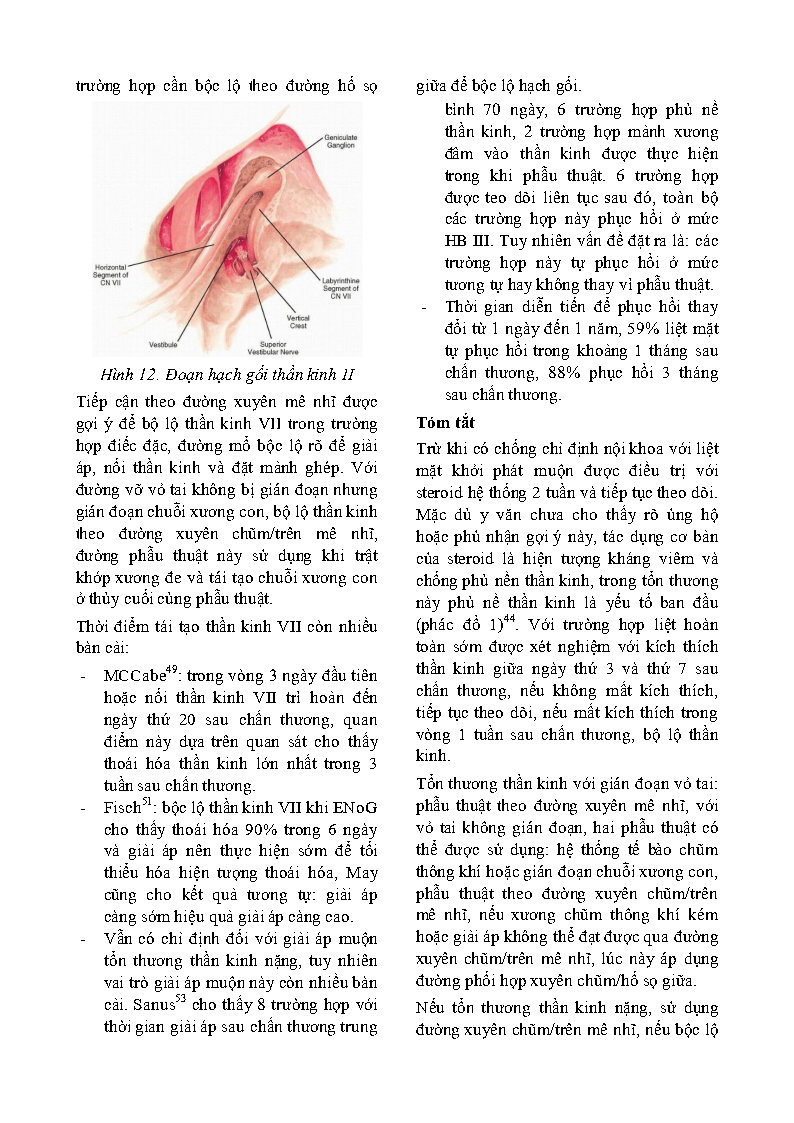 trường hợp cần bộc lộ theo đường hố sọ
Geniculate
Ganglion
Horizontal
Segment of
CN VII
Labyrinthine
Segment of
CN VII
Vertical
Crest
Vestibule
Superior
Vestibular Nerve
Hình 12. Đoạn hạch gối thần kinh 1I
Tiếp cận theo đường xuyên mê nhĩ được
gợi ý để bộ lộ thần kinh VII trong trường
hợp điếc đặc, đường mổ bộc lộ rõ để giải
áp, nối thần kinh và đặt mảnh ghép. Với
đường vỡ vỏ tai không bị gián đoạn nhưng
gián đoạn chuỗi xương con, bộ lộ thần kinh
theo đường xuyên chũm/trên mê nhĩ,
đường phẫu thuật này sử dụng khi trật
khớp xương đe và tái tạo chuỗi xương con
ở thủy cuối cùng phẫu thuật.
Thời điểm tái tạo thần kinh VII còn nhiều
bàn cải:
- MCCabe49: trong vòng 3 ngày đầu tiên
hoặc nối thần kinh VII trì hoàn đến
ngày thứ 20 sau chấn thương, quan
điểm này dựa trên quan sát cho thấy
thoái hóa thần kinh lớn nhất trong 3
tuần sau chấn thương.
- Fisch51: bộc lộ thần kinh VII khi ENoG
cho thấy thoái hóa 90% trong 6 ngày
và giải áp nên thực hiện sớm để tối
thiểu hóa hiện tượng thoái hóa, May
cũng cho kết quả tương tự: giải áp
càng sớm hiệu quả giải áp càng cao.
- Vẫn có chỉ định đối với giải áp muộn
tổn thương thần kinh nặng, tuy nhiên
vai trò giải áp muộn này còn nhiều bàn
cải. Sanus53 cho thấy 8 trường hợp với
thời gian giải áp sau chấn thương trung
giữa để bộc lộ hạch gối.
bình 70 ngày, 6 trường hợp phù nề
thần kinh, 2 trường hợp mảnh xương
đâm vào thần kinh được thực hiện
trong khi phẫu thuật. 6 trường hợp
được teo dõi liên tục sau đó, toàn bộ
các trường hợp này phục hồi ở mức
HB III. Tuy nhiên vấn đề đặt ra là: các
trường hợp này tự phục hồi ở mức
tương tự hay không thay vì phẫu thuật.
- Thời gian diễn tiến để phục hồi thay
đổi từ 1 ngày đến 1 năm, 59% liệt mặt
tự phục hồi trong khoảng 1 tháng sau
chấn thương, 88% phục hồi 3 tháng
sau chấn thương.
Tóm tắt
Trừ khi có chống chỉ định nội khoa với liệt
mặt khởi phát muộn được điều trị với
steroid hệ thống 2 tuần và tiếp tục theo dõi.
Mặc dù y văn chưa cho thấy rõ ủng hộ
hoặc phủ nhận gợi ý này, tác dụng cơ bản
của steroid là hiện tượng kháng viêm và
chống phù nền thần kinh, trong tổn thương
này phù nề thần kinh là yếu tố ban đầu
(phác đồ 1)44. Với trường hợp liệt hoàn
toàn sớm được xét nghiệm với kích thích
thần kinh giữa ngày thứ 3 và thứ 7 sau
chấn thương, nếu không mất kích thích,
tiếp tục theo dõi, nếu mất kích thích trong
vòng 1 tuần sau chấn thương, bộ lộ thần
kinh.
Tổn thương thần kinh với gián đoạn vỏ tai:
phẫu thuật theo đường xuyên mê nhĩ, với
vỏ tai không gián đoạn, hai phẫu thuật có
thể được sử dụng: hệ thống tế bào chũm
thông khí hoặc gián đoạn chuỗi xương con,
phẫu thuật theo đường xuyên chũm/trên
mê nhĩ, nếu xương chũm thông khí kém
hoặc giải áp không thể đạt được qua đường
xuyên chũm/trên mê nhĩ, lúc này áp dụng
đường phối hợp xuyên chũm/hố sọ giữa.
Nếu tổn thương thần kinh nặng, sử dụng
đường xuyên chũm/trên mê nhĩ, nếu bộc lộ